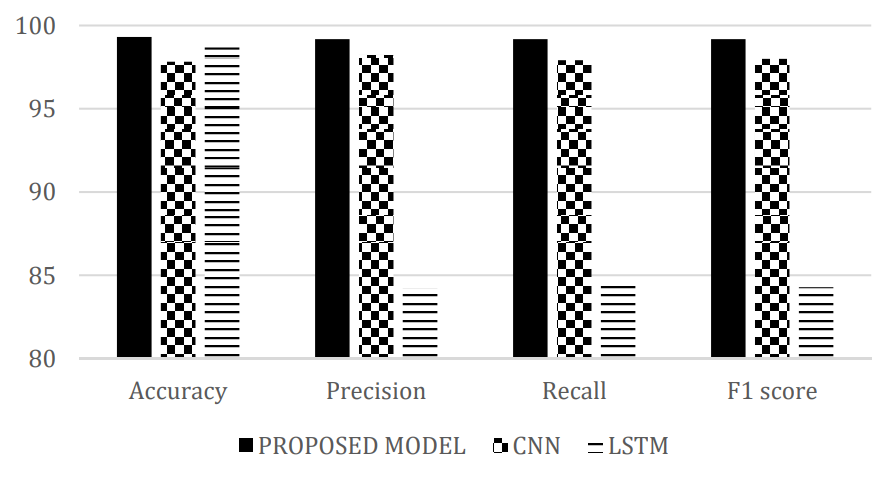 100
95
90
85
80
Accuracy Precision Recall F1 score
PROPOSED MODEL CNN LSTM